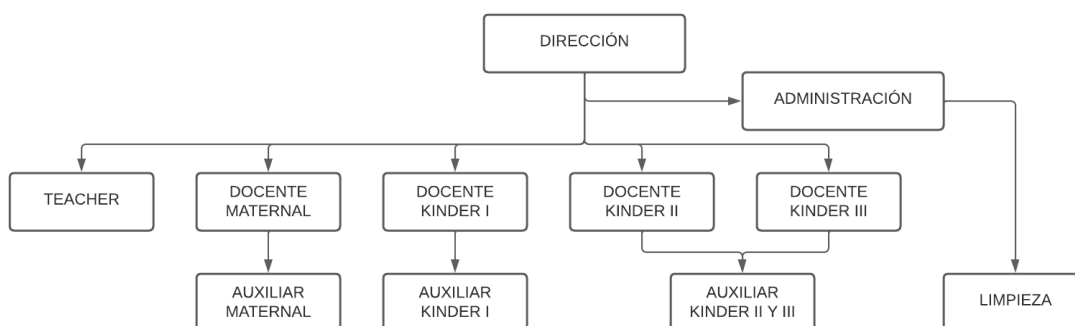 DIRECCIÓN
ADMINISTRACIÓN
TEACHER
DOCENTE
MATERNAL
DOCENTE
KINDER I
DOCENTE
KINDER II
DOCENTE
KINDER III
AUXILIAR
MATERNAL
AUXILIAR
KINDER I
AUXILIAR
KINDER II Y III
LIMPIEZA